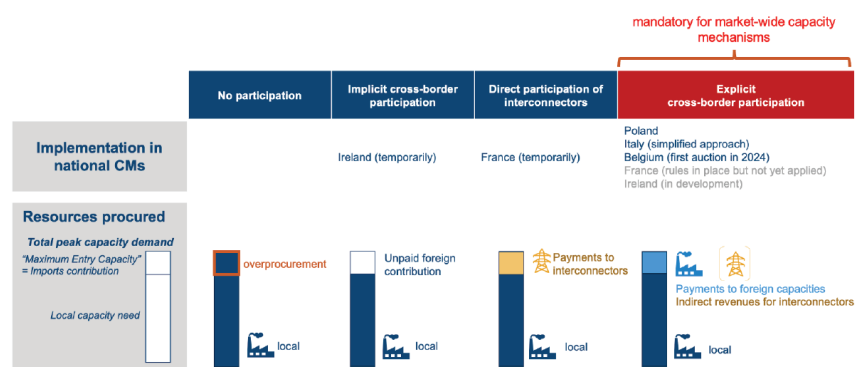 mandatory for market-wide capacity
mechanisms
No participation
Implicit cross-border
participation
Direct participation of
interconnectors
Explicit
cross-border participation
Implementation in
national CMs
Ireland (temporarily)
France (temporarily)
Poland
Italy (simplified approach)
Belgium (first auction in 2024)
France (rules in place but not yet applied)
Ireland (in development)
Resources procured
Total peak capacity demand
“Maximum Entry Capacity”
= Imports contribution
Local capacity need
overprocurement
local
Unpaid foreign
contribution
local
Payments to
interconnectors
local
Payments to foreign capacities
Indirect revenues for interconnectors
local